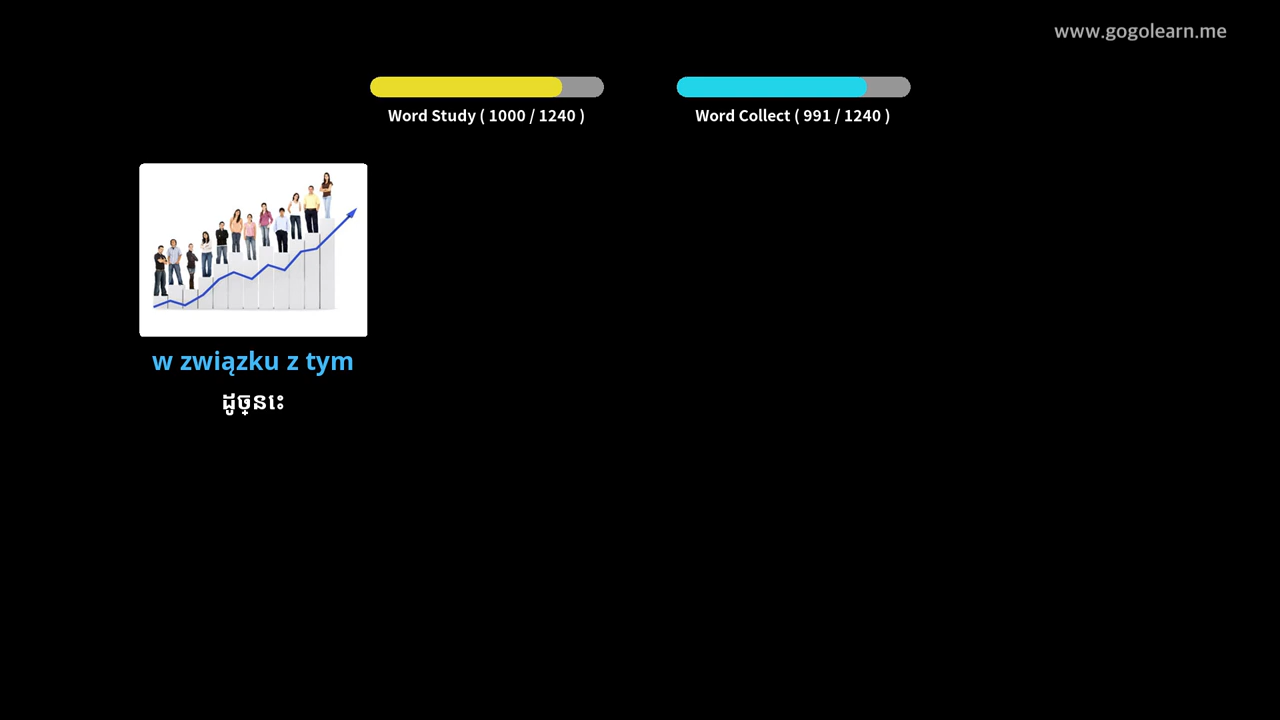 www.gogolearn.me
Word Study ( 1000 / 1240 )
Word Collect ( 991 / 1240 )
w związku z tym
ដូច្នេះ